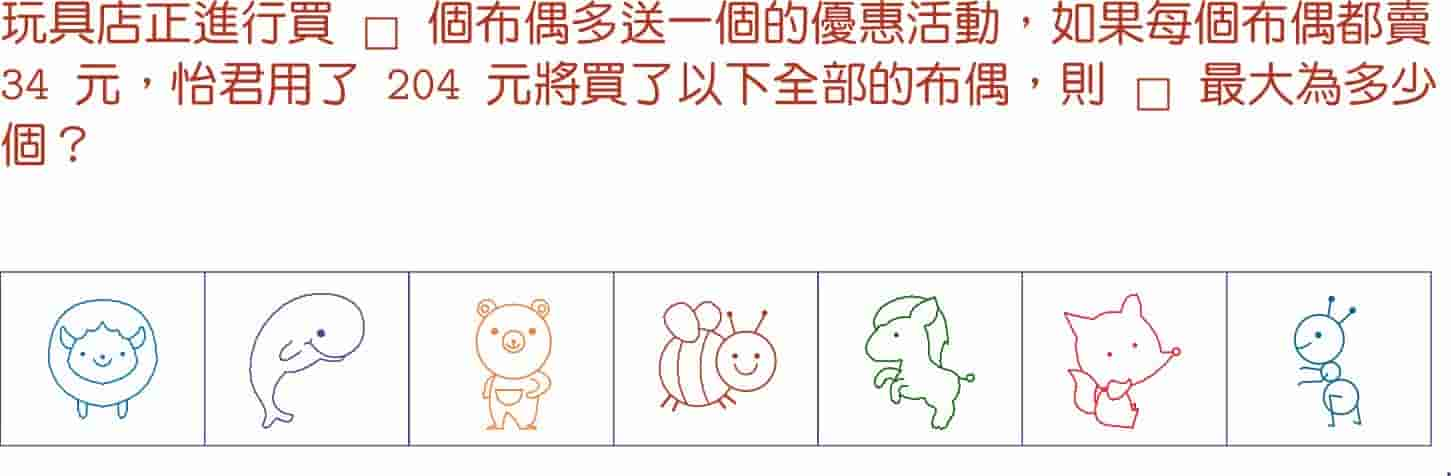 玩具店正進行買 □ 個布偶多送一個的優惠活動，如果每個布偶都賣
34 元，怡君用了 204 元將買了以下全部的布偶，則 □ 最大為多少
個？